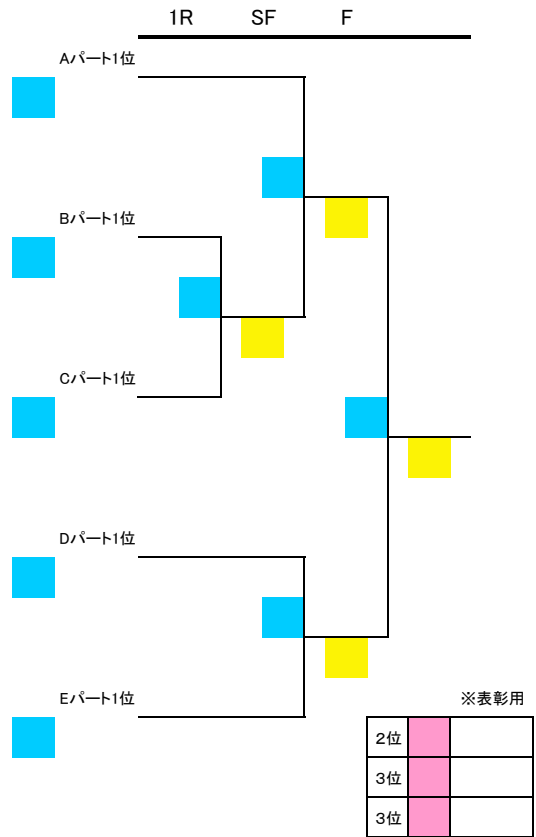 1R SF F
Aパート1位
Bパート1位
Cパート1位
Dパート1位
Eパート1位
※表彰用
2位
3位
3位